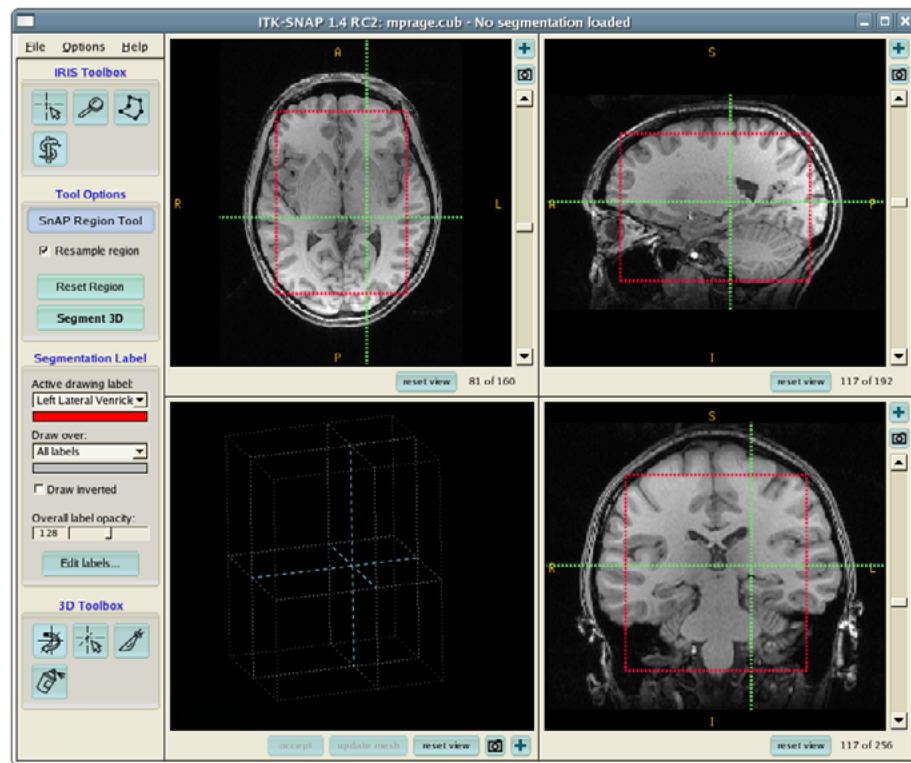 ITK-SNAP 1.4 RC2: mprage.cub - No segmentation loaded
File Options Help
IRIS Toolbox
Tool Options
SnAP Region Tool
Resample region
Reset Region
Segment 3D
Segmentation Label
Active drawing label:
Left Lateral Venrick
Draw over:
All labels
Draw inverted
Overall label opacity:
128
Edit labels...
3D Toolbox
A
R
L
P
reset view 81 of 160
S
A
P
I
reset view 117 of 192
accept update mesh reset view
S
R
L
I
reset view 117 of 256